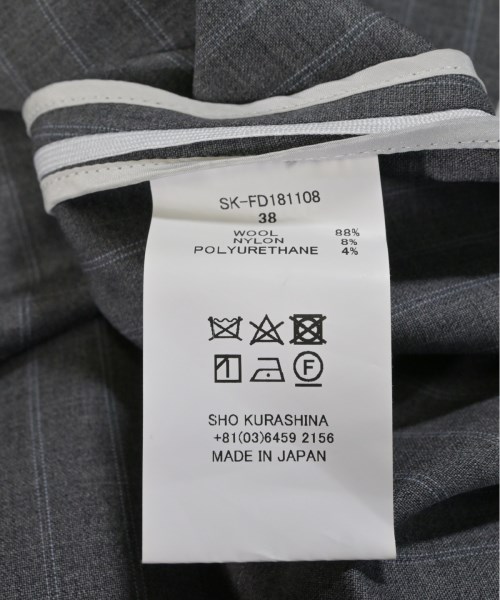 SK-FD181108
38
WOOL 88%
NYLON 8%
POLYURETHANE 4%
F
SHO KURASHINA
+81(03)6459 2156
MADE IN JAPAN